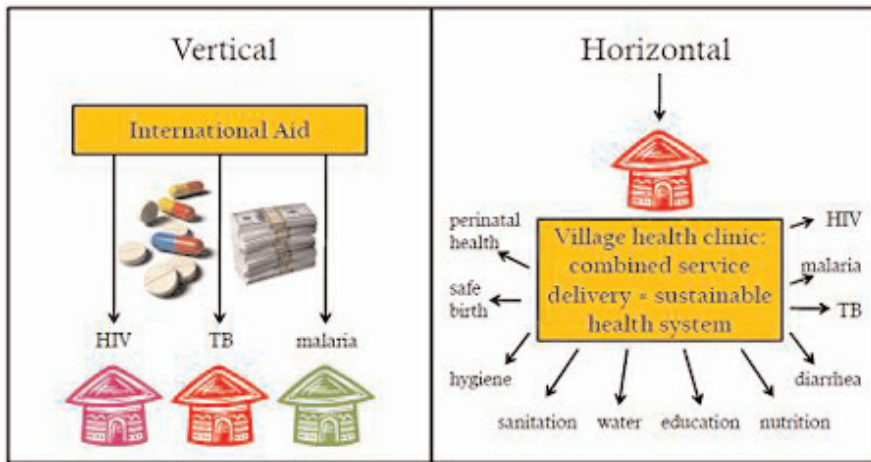 Vertical
International Aid
HIV
TB
malaria
Horizontal
Village health clinic:
combined service
delivery = sustainable
health system
perinatal
health
safe
birth
hygiene
sanitation
water
education
nutrition
diarrhea
TB
malaria
HIV